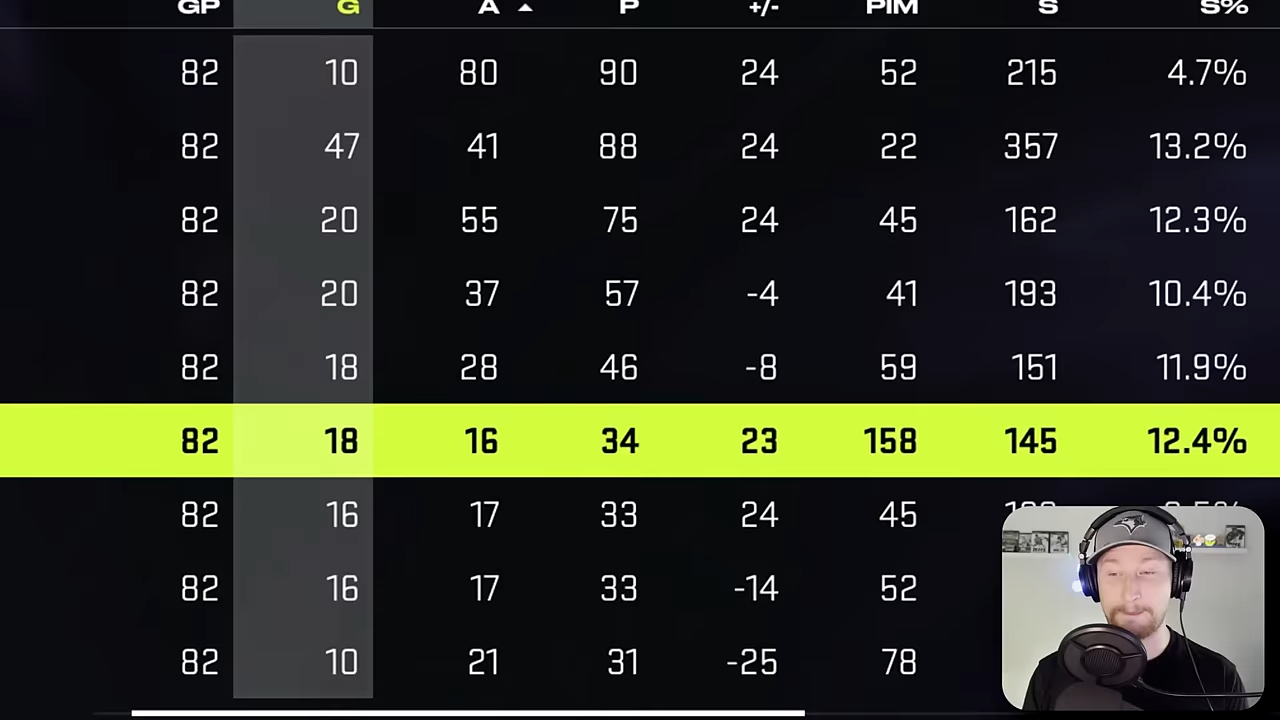 GP G A P +/- PIM S S%
82 10 80 90 24 52 215 4.7%
82 47 41 88 24 22 357 13.2%
82 20 55 75 24 45 162 12.3%
82 20 37 57 -4 41 193 10.4%
82 18 28 46 -8 59 151 11.9%
82 18 16 34 23 158 145 12.4%
82 16 17 33 24 45
82 16 17 33 -14 52
82 10 21 31 -25 78